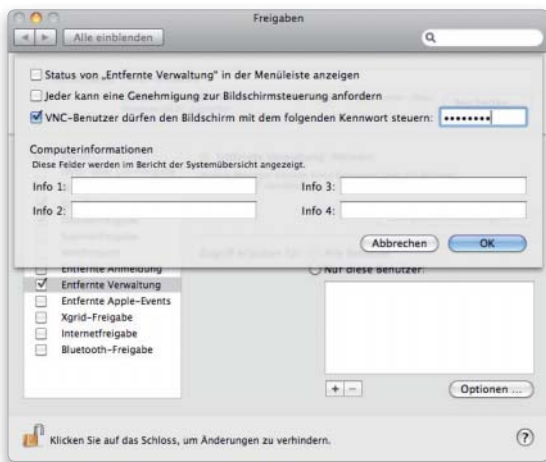 Freigaben
Alle einblenden
Status von „Entfernte Verwaltung" in der Menüleiste anzeigen
Jeder kann eine Genehmigung zur Bildschirmsteuerung anfordern
VNC-Benutzer dürfen den Bildschirm mit dem folgenden Kennwort steuern: ••••••••
Computerinformationen
Diese Felder werden im Bericht der Systemübersicht angezeigt.
Info 1:
Info 3:
Info 2:
Info 4:
Abbrechen
OK
Entfernte Anmeldung
Nur diese Benutzer:
Entfernte Verwaltung
Entfernte Apple-Events
Xgrid-Freigabe
Internetfreigabe
Bluetooth-Freigabe
+ −
Optionen ...
Klicken Sie auf das Schloss, um Änderungen zu verhindern.
?